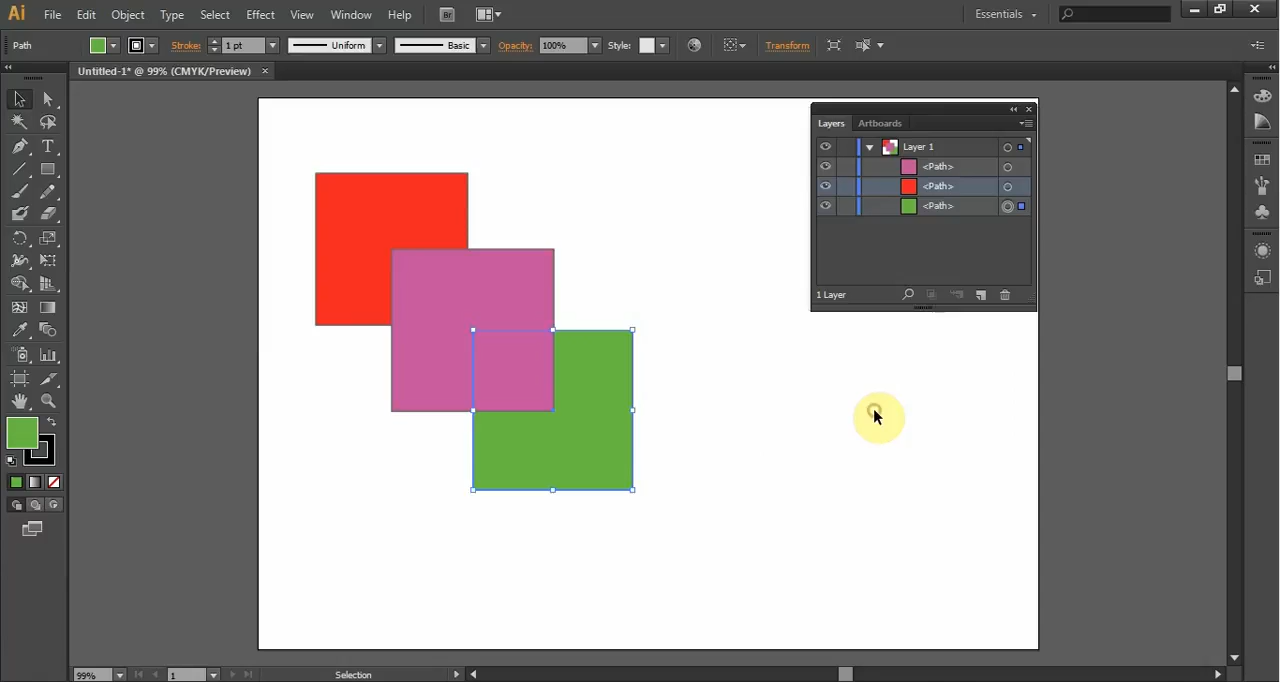 Ai File Edit Object Type Select Effect View Window Help Br Essentials
Path Stroke: 1 pt Uniform Basic Opacity: 100% Style: Transform
Untitled-1* @ 99% (CMYK/Preview) ×
Layers Artboards
Layer 1
<Path>
<Path>
<Path>
1 Layer
T
99% 1 Selection